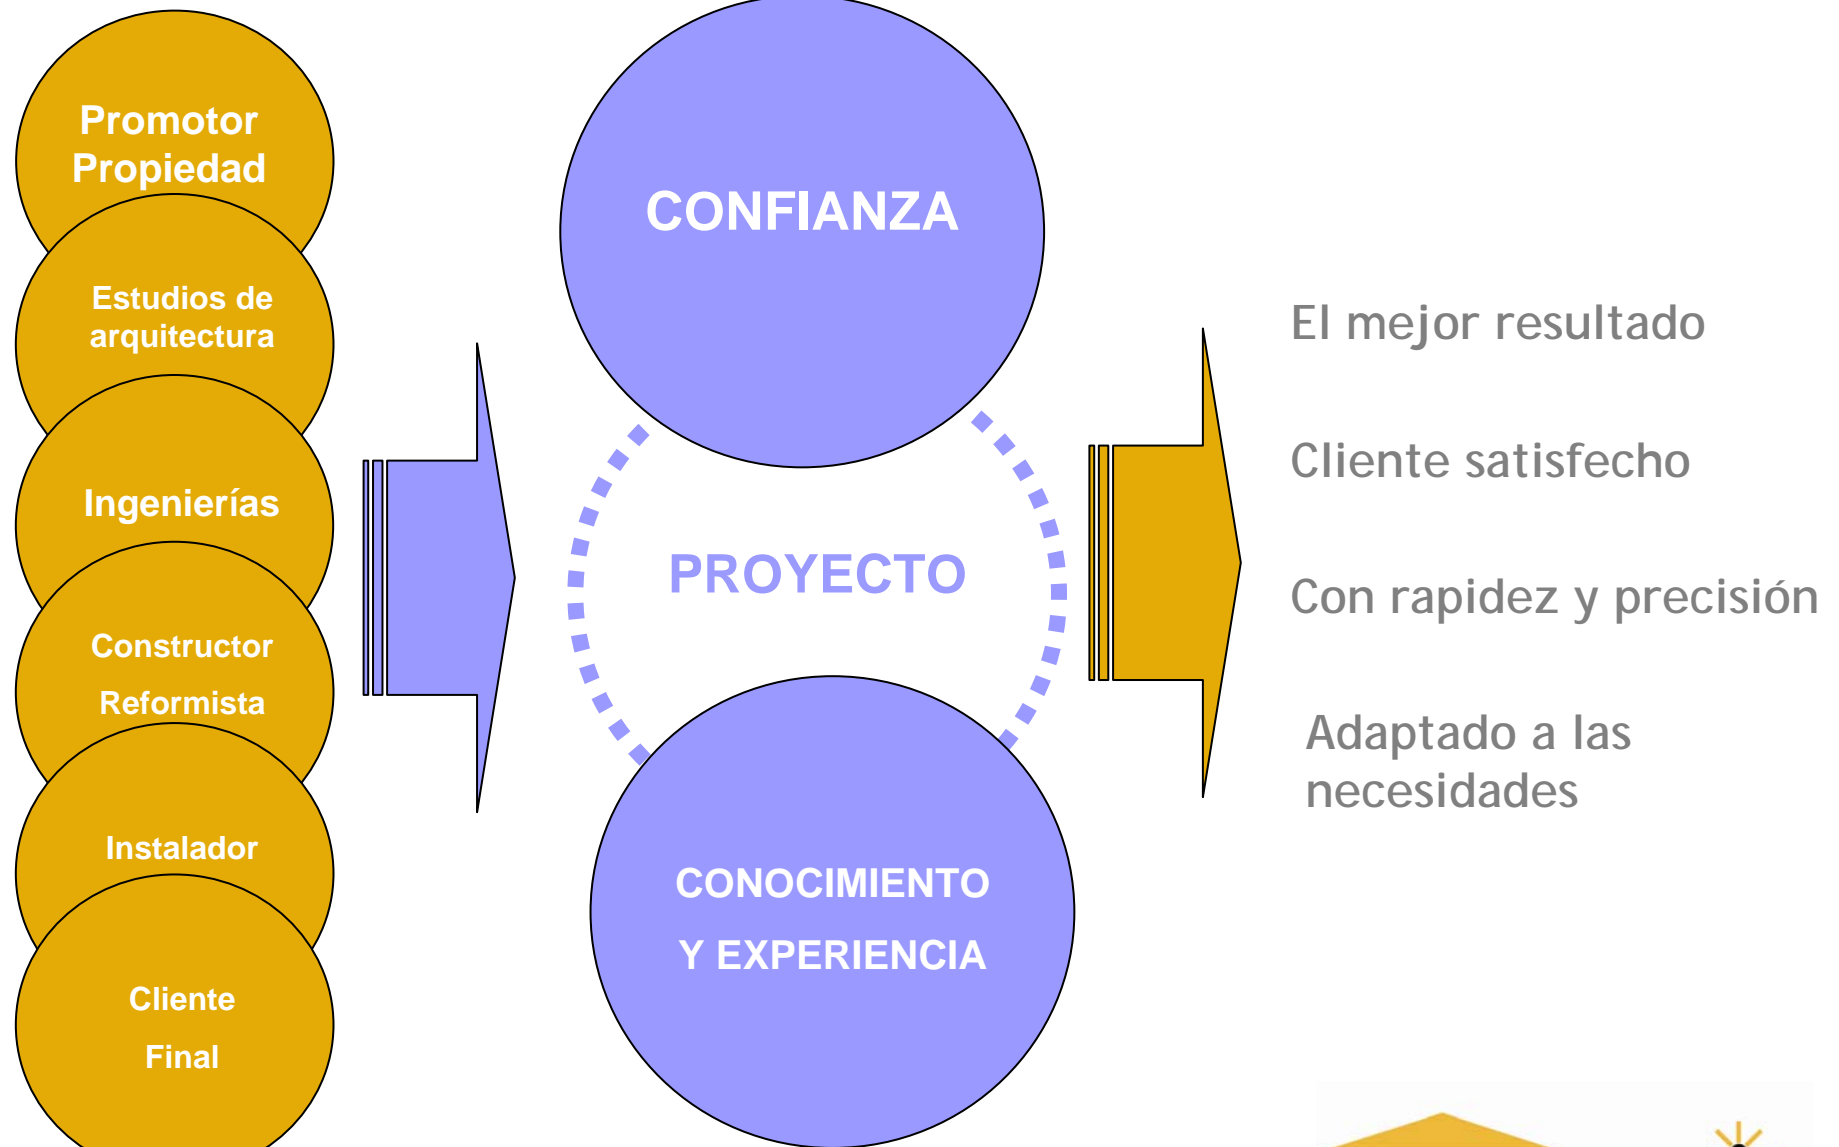 Promotor
Propiedad
Estudios de
arquitectura
Ingenierías
Constructor
Reformista
Instalador
Cliente
Final
CONFIANZA
PROYECTO
CONOCIMIENTO
Y EXPERIENCIA
El mejor resultado
Cliente satisfecho
Con rapidez y precisión
Adaptado a las
necesidades